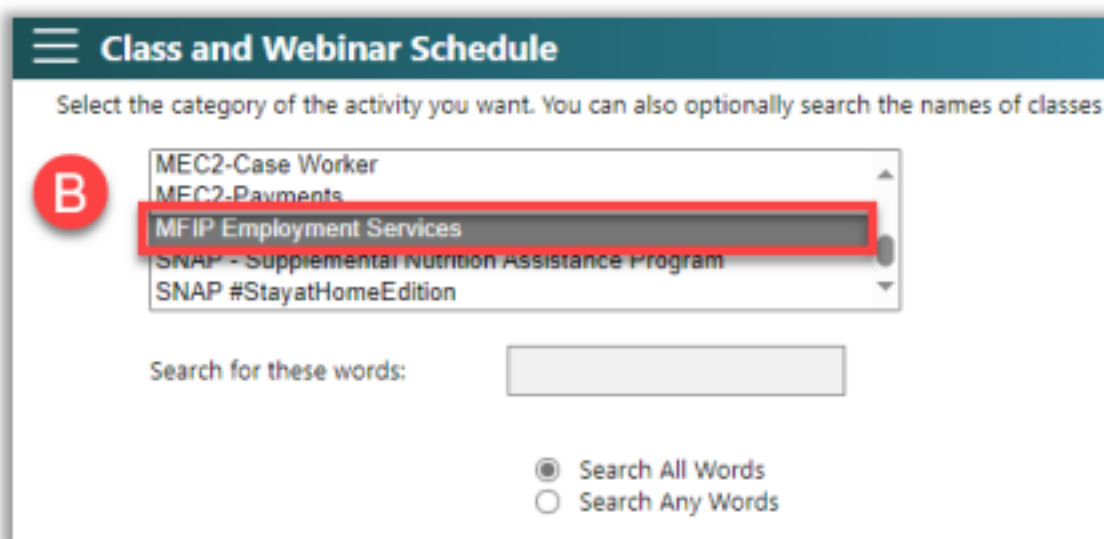 Class and Webinar Schedule
Select the category of the activity you want. You can also optionally search the names of classes
B
MEC2-Case Worker
MEC2-Payments
MFIP Employment Services
SNAP - Supplemental Nutrition Assistance Program
SNAP #StayatHomeEdition
Search for these words:
Search All Words
Search Any Words